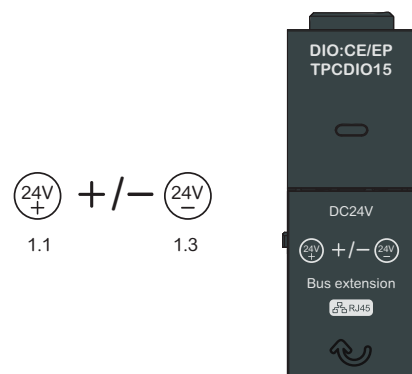 24V
+
+/−
24V
−
1.1
1.3
DIO:CE/EP
TPCDIO15
DC24V
24V
+
+/−
24V
−
Bus extension
RJ45